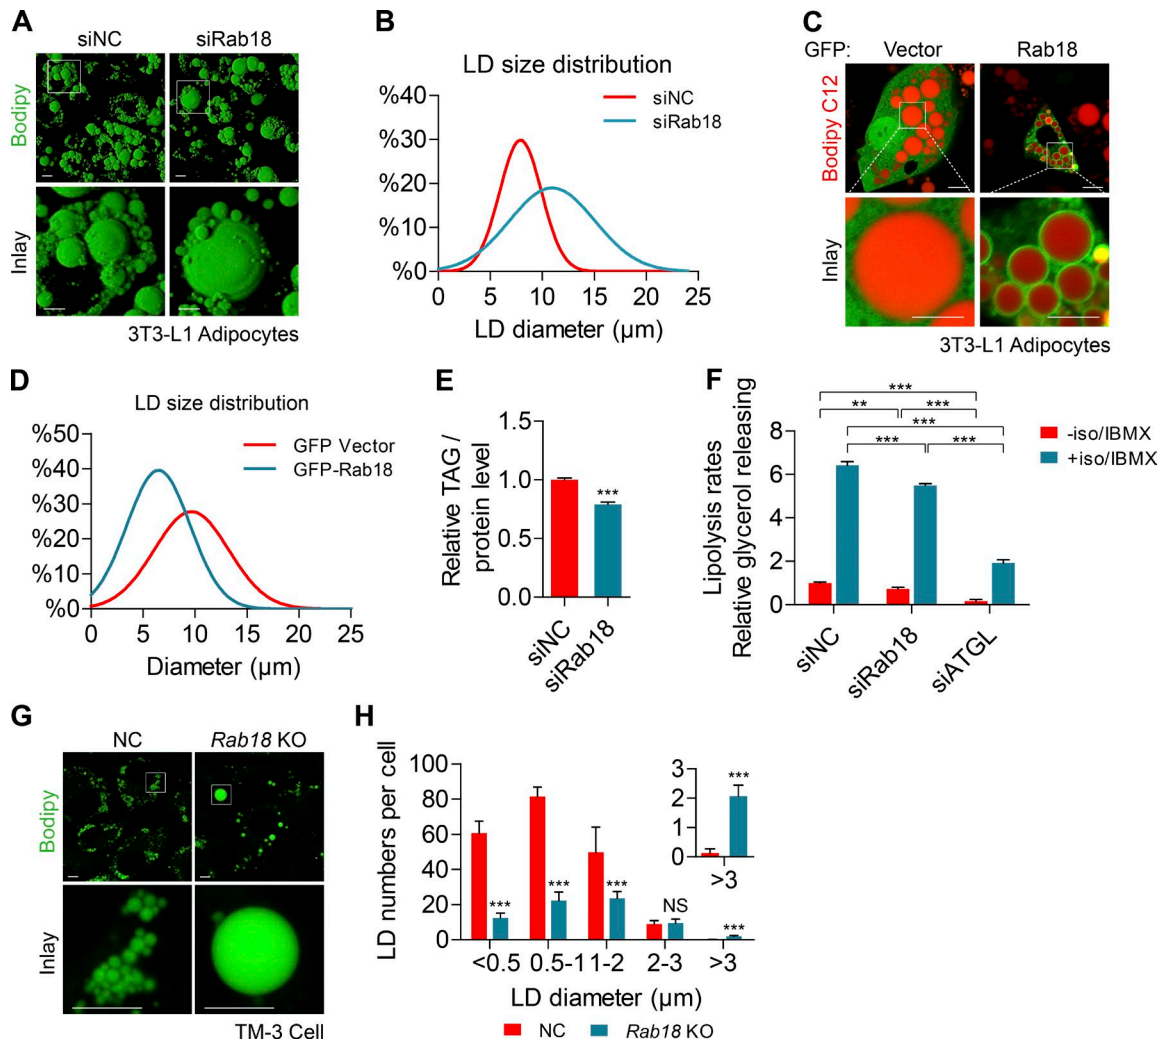 A
siNC
siRab18
Bodipy
Inlay
3T3-L1 Adipocytes
B
LD size distribution
siNC
siRab18
%40
%30
%20
%10
%0
0
5
10
15
20
25
LD diameter (µm)
C
GFP:
Vector
Rab18
Bodipy C12
Inlay
3T3-L1 Adipocytes
D
LD size distribution
GFP Vector
GFP-Rab18
%50
%40
%30
%20
%10
%0
0
5
10
15
20
25
Diameter (µm)
E
Relative TAG /
protein level
1.5
1.0
0.5
0.0
***
siNC
siRab18
F
Lipolysis rates
Relative glycerol releasing
***
**
***
***
***
***
-iso/IBMX
+iso/IBMX
8
6
4
2
0
siNC
siRab18
siATGL
G
NC
Rab18 KO
Bodipy
Inlay
TM-3 Cell
H
LD numbers per cell
100
80
60
40
20
0
***
***
***
NS
***
3
2
1
0
***
>3
<0.5
0.5-1
1-2
2-3
>3
LD diameter (µm)
NC
Rab18 KO